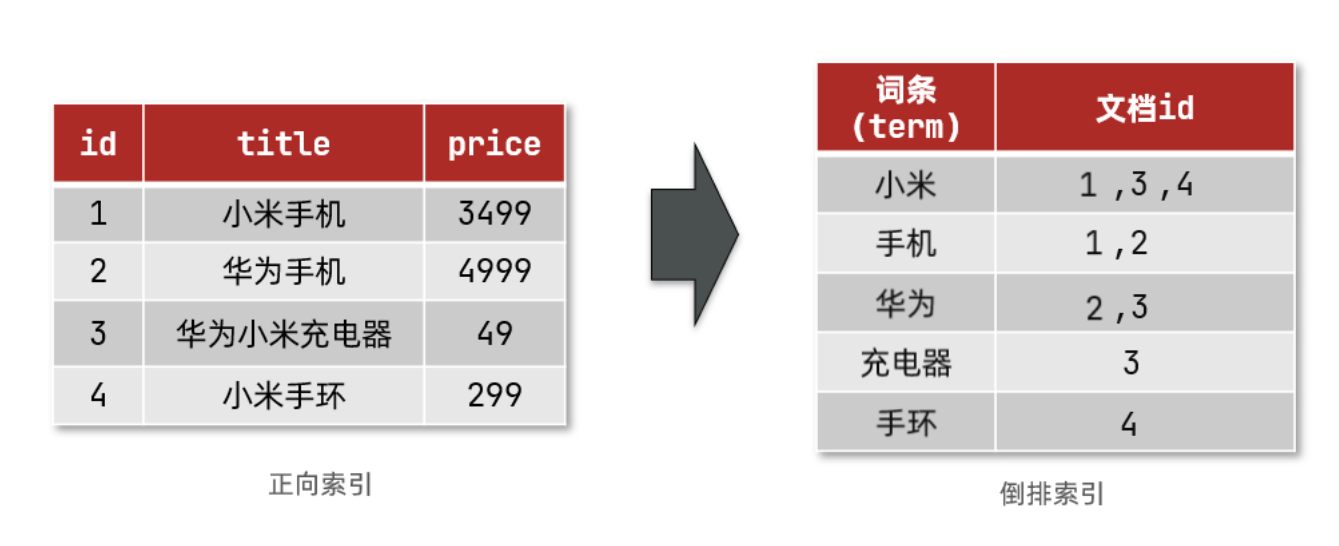 id title price
1 小米手机 3499
2 华为手机 4999
3 华为小米充电器 49
4 小米手环 299
正向索引
词条
(term) 文档id
小米 1 ,3 ,4
手机 1 ,2
华为 2 ,3
充电器 3
手环 4
倒排索引